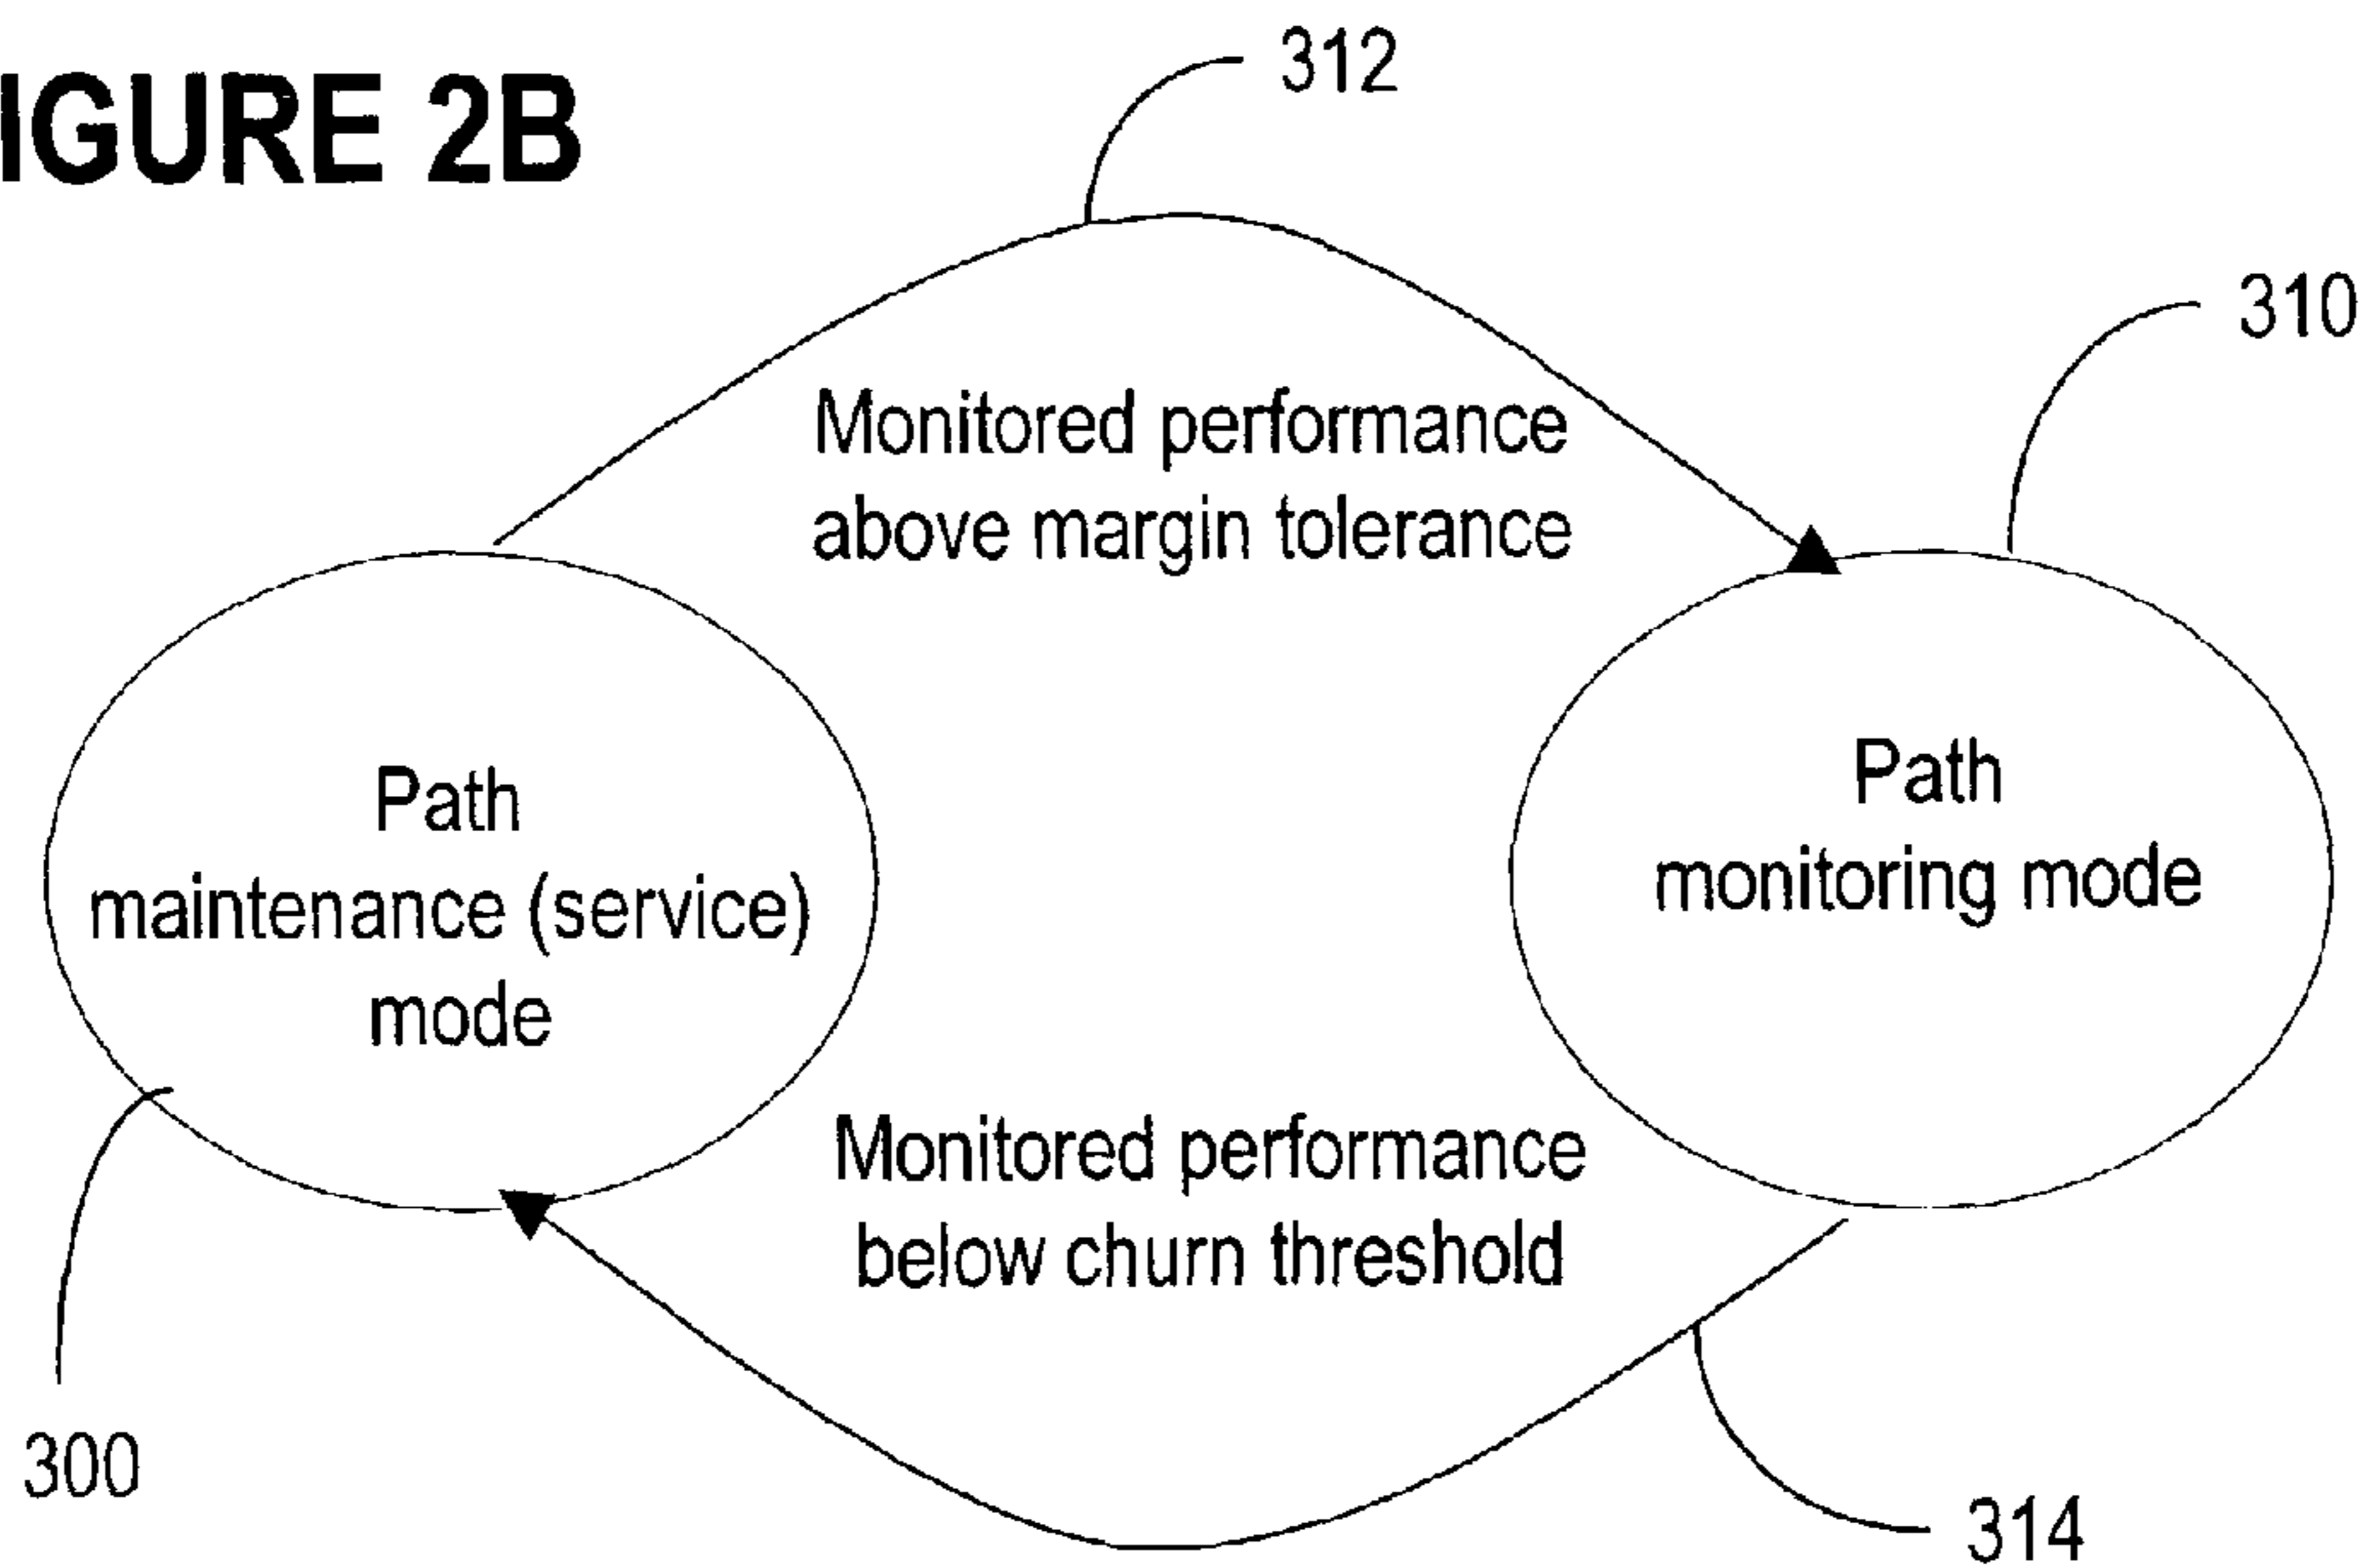 IGURE 2B
312
310
Monitored performance
above margin tolerance
Path
maintenance (service)
mode
Path
monitoring mode
Monitored performance
below churn threshold
300
314